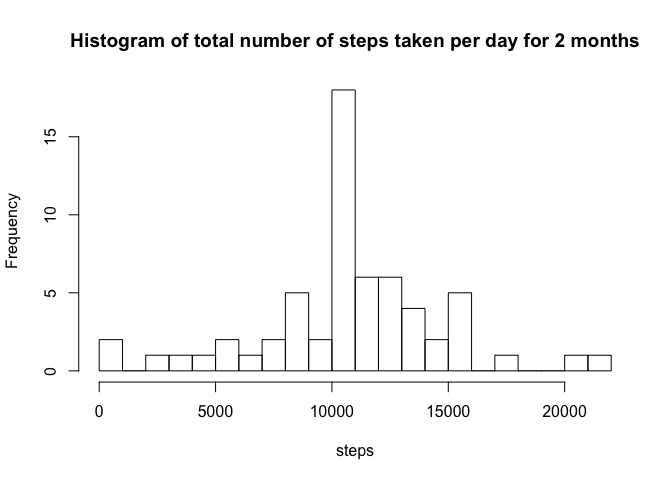 Histogram of total number of steps taken per day for 2 months
Frequency
15
10
5
0
0 5000 10000 15000 20000
steps